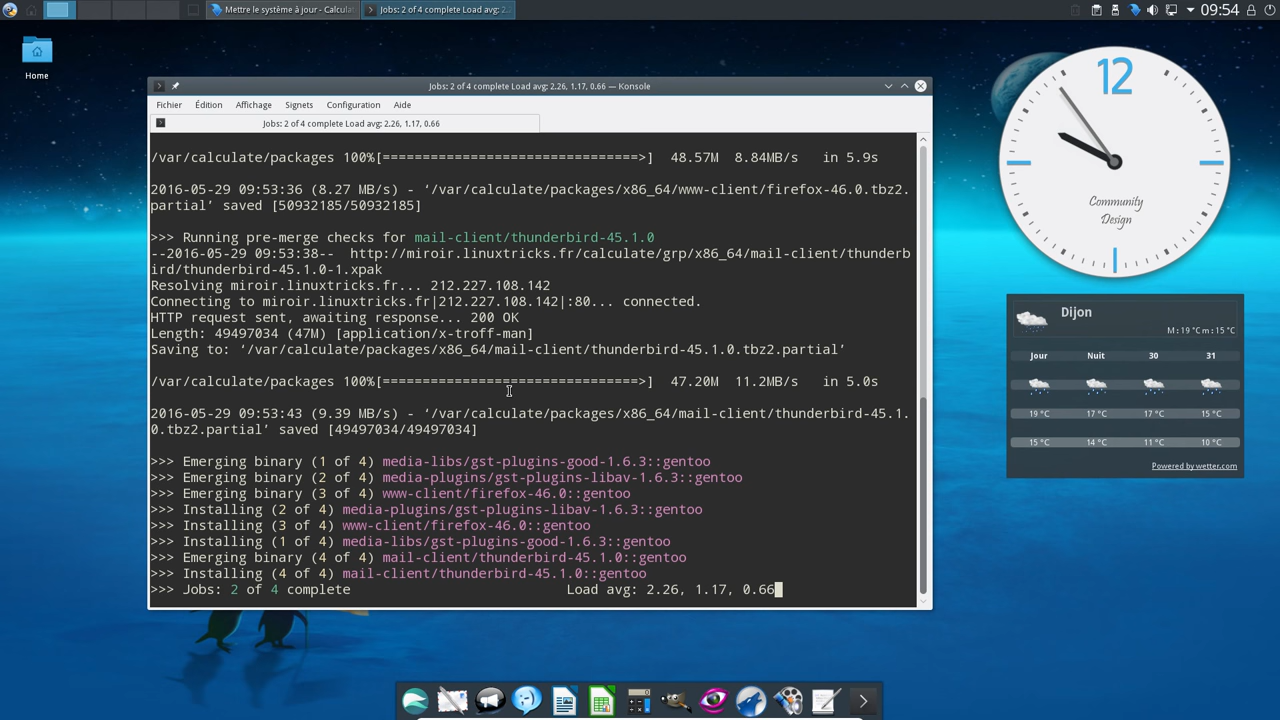 Mettre le système à jour - Calcula
Jobs: 2 of 4 complete Load avg: 2...
09:54
Home
Jobs: 2 of 4 complete Load avg: 2.26, 1.17, 0.66 — Konsole
Fichier Édition Affichage Signets Configuration Aide
Jobs: 2 of 4 complete Load avg: 2.26, 1.17, 0.66
/var/calculate/packages 100%[================================>] 48.57M 8.84MB/s in 5.9s
2016-05-29 09:53:36 (8.27 MB/s) - ‘/var/calculate/packages/x86_64/www-client/firefox-46.0.tbz2.
partial’ saved [50932185/50932185]
>>> Running pre-merge checks for mail-client/thunderbird-45.1.0
--2016-05-29 09:53:38-- http://miroir.linuxtricks.fr/calculate/grp/x86_64/mail-client/thunderb
ird/thunderbird-45.1.0-1.xpak
Resolving miroir.linuxtricks.fr... 212.227.108.142
Connecting to miroir.linuxtricks.fr|212.227.108.142|:80... connected.
HTTP request sent, awaiting response... 200 OK
Length: 49497034 (47M) [application/x-troff-man]
Saving to: ‘/var/calculate/packages/x86_64/mail-client/thunderbird-45.1.0.tbz2.partial’
/var/calculate/packages 100%[================================>] 47.20M 11.2MB/s in 5.0s
2016-05-29 09:53:43 (9.39 MB/s) - ‘/var/calculate/packages/x86_64/mail-client/thunderbird-45.1.
0.tbz2.partial’ saved [49497034/49497034]
>>> Emerging binary (1 of 4) media-libs/gst-plugins-good-1.6.3::gentoo
>>> Emerging binary (2 of 4) media-plugins/gst-plugins-libav-1.6.3::gentoo
>>> Emerging binary (3 of 4) www-client/firefox-46.0::gentoo
>>> Installing (2 of 4) media-plugins/gst-plugins-libav-1.6.3::gentoo
>>> Installing (3 of 4) www-client/firefox-46.0::gentoo
>>> Installing (1 of 4) media-libs/gst-plugins-good-1.6.3::gentoo
>>> Emerging binary (4 of 4) mail-client/thunderbird-45.1.0::gentoo
>>> Installing (4 of 4) mail-client/thunderbird-45.1.0::gentoo
>>> Jobs: 2 of 4 complete Load avg: 2.26, 1.17, 0.66
12
Community
Design
Dijon
M : 19 °C m : 15 °C
Jour Nuit 30 31
19 °C 17 °C 17 °C 15 °C
15 °C 14 °C 11 °C 10 °C
Powered by wetter.com